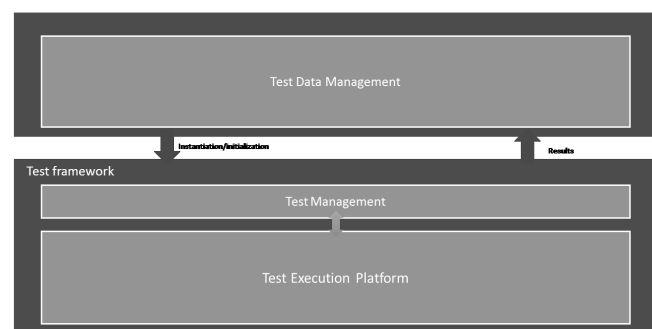 Test Data Management
Instantiation/initialization
Results
Test framework
Test Management
Test Execution Platform